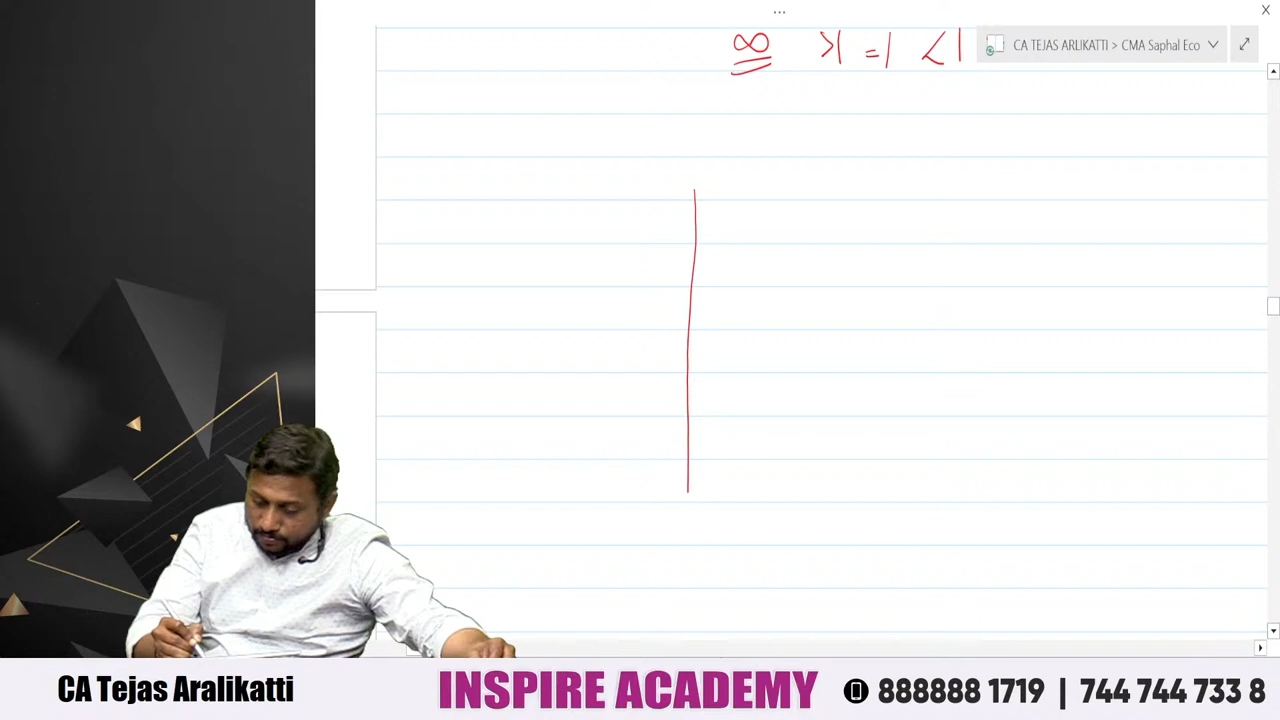 ∞ >1 =1 <1
CA TEJAS ARLIKATTI > CMA Saphal Eco
CA Tejas Aralikatti INSPIRE ACADEMY 888888 1719 | 744 744 733 8